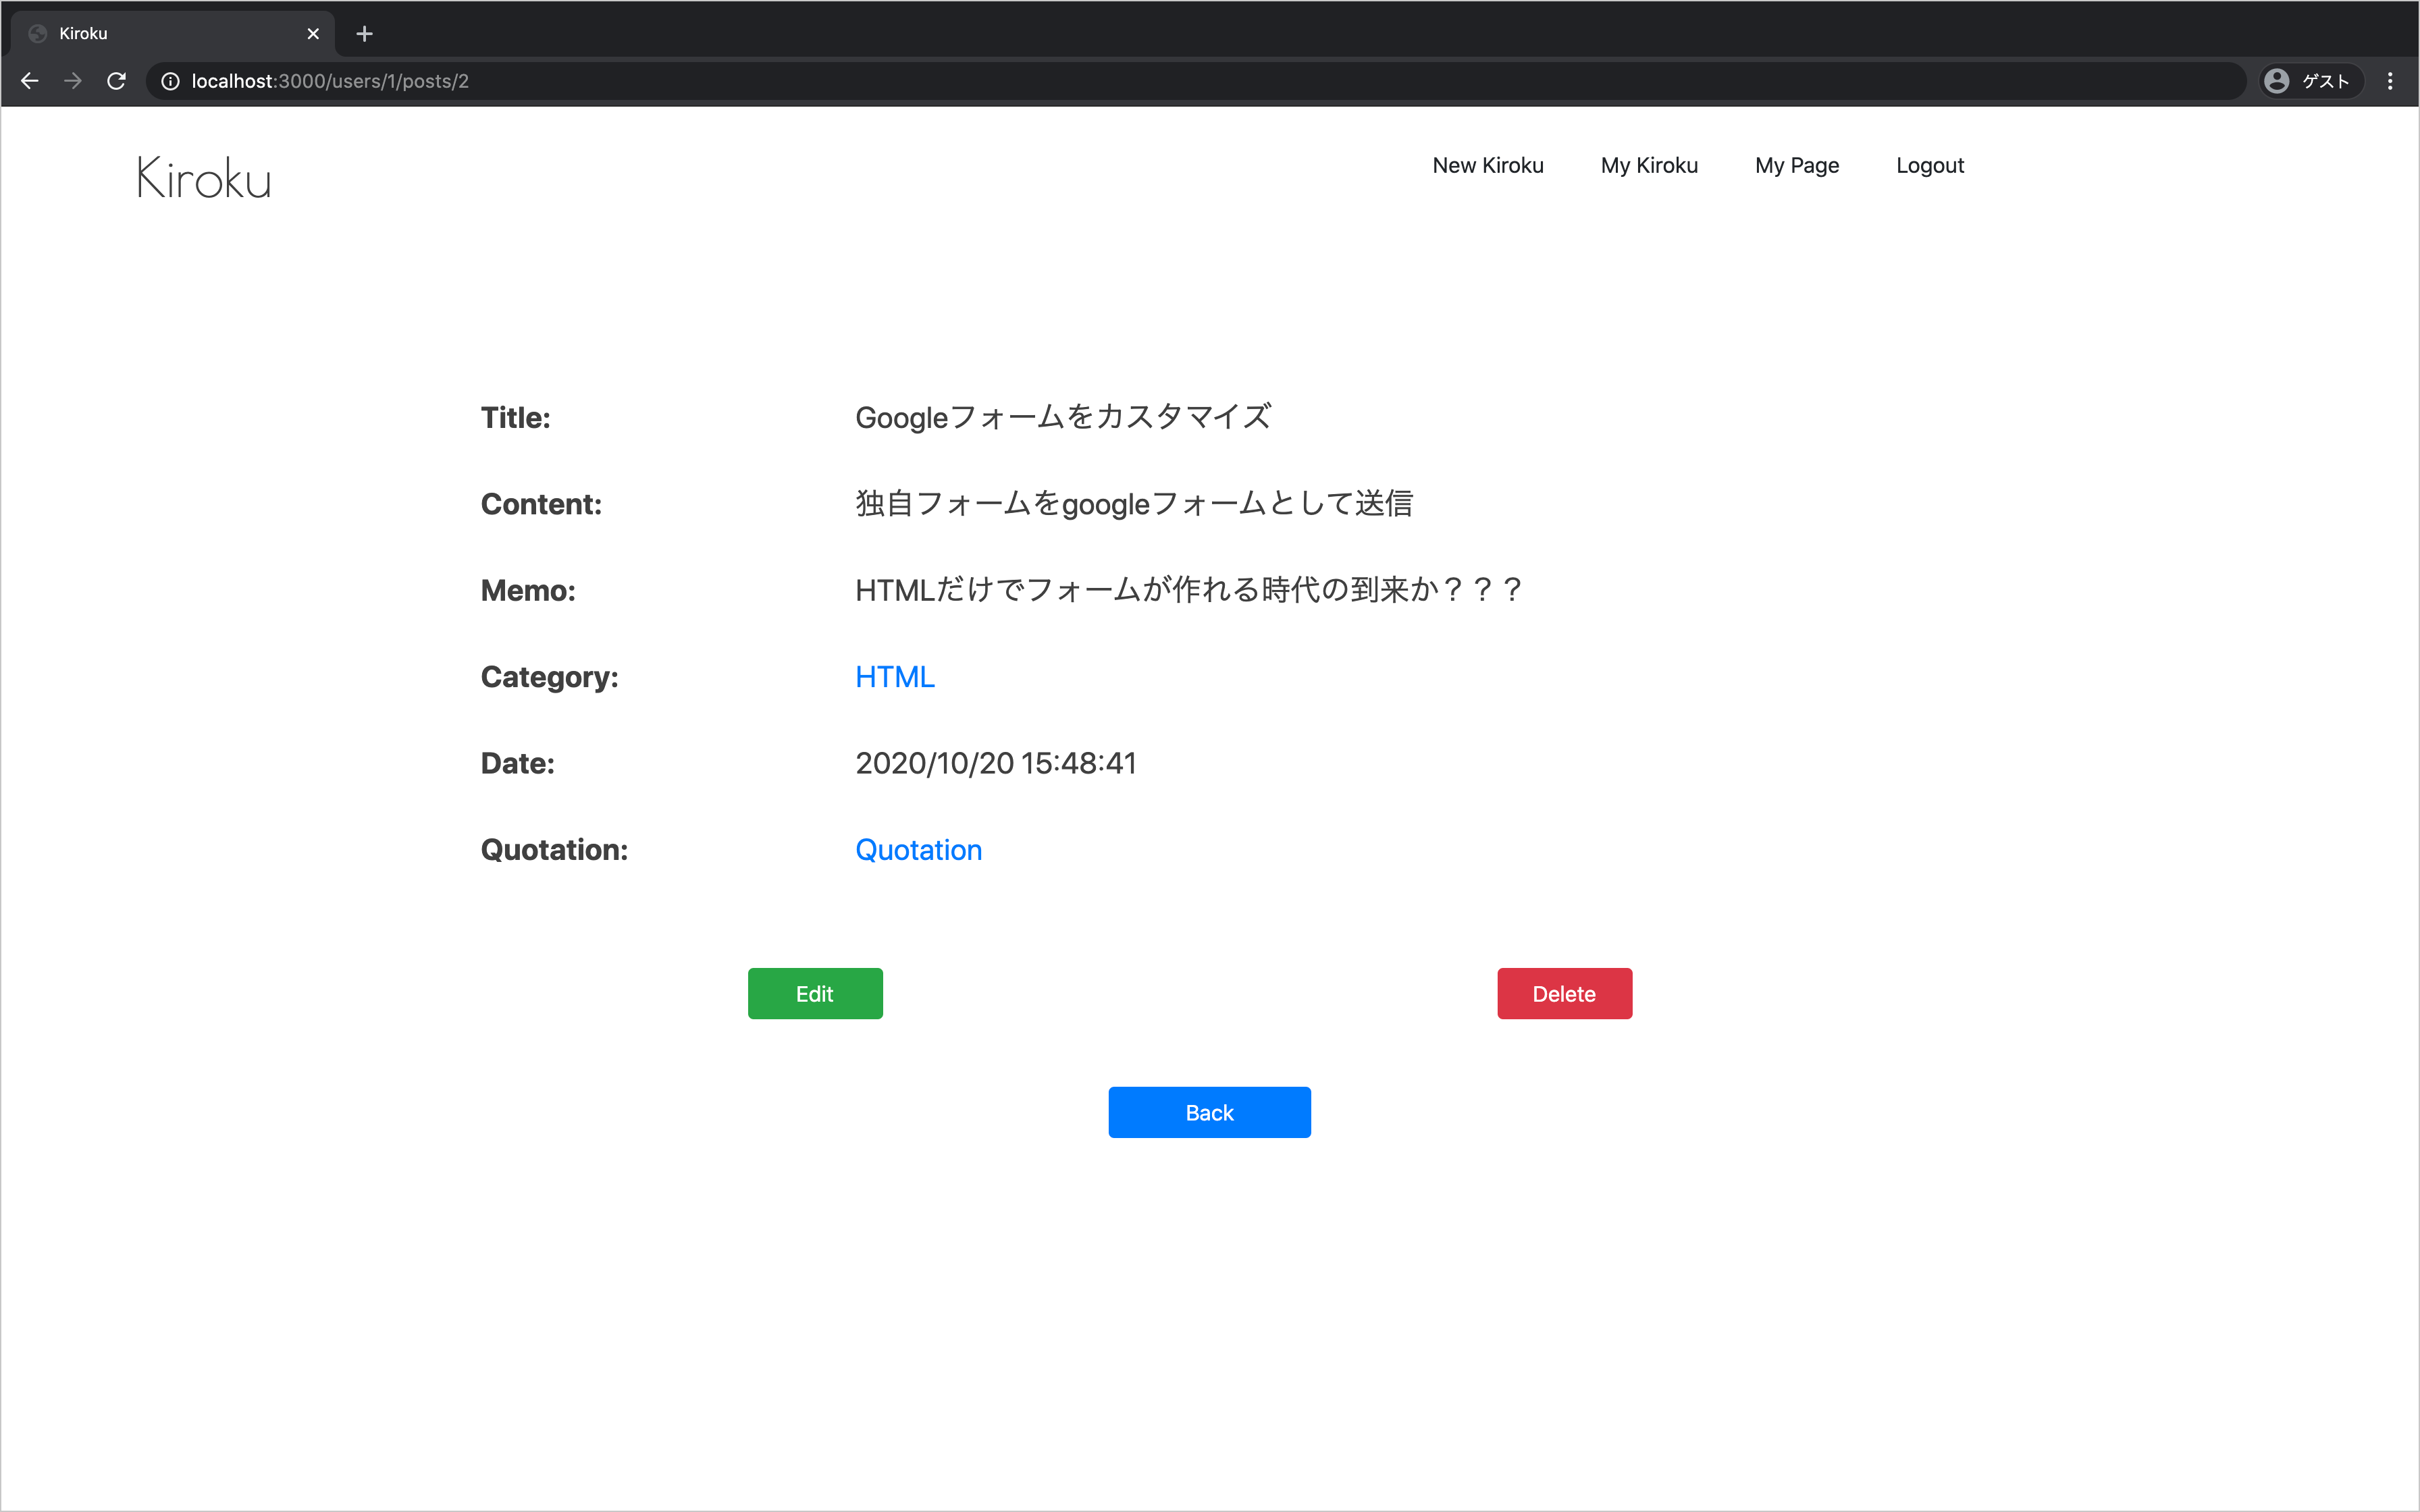 Kiroku
localhost:3000/users/1/posts/2
ゲスト
Kiroku
New Kiroku My Kiroku My Page Logout
Title: Googleフォームをカスタマイズ
Content: 独自フォームをgoogleフォームとして送信
Memo: HTMLだけでフォームが作れる時代の到来か？？？
Category: HTML
Date: 2020/10/20 15:48:41
Quotation: Quotation
Edit Delete
Back